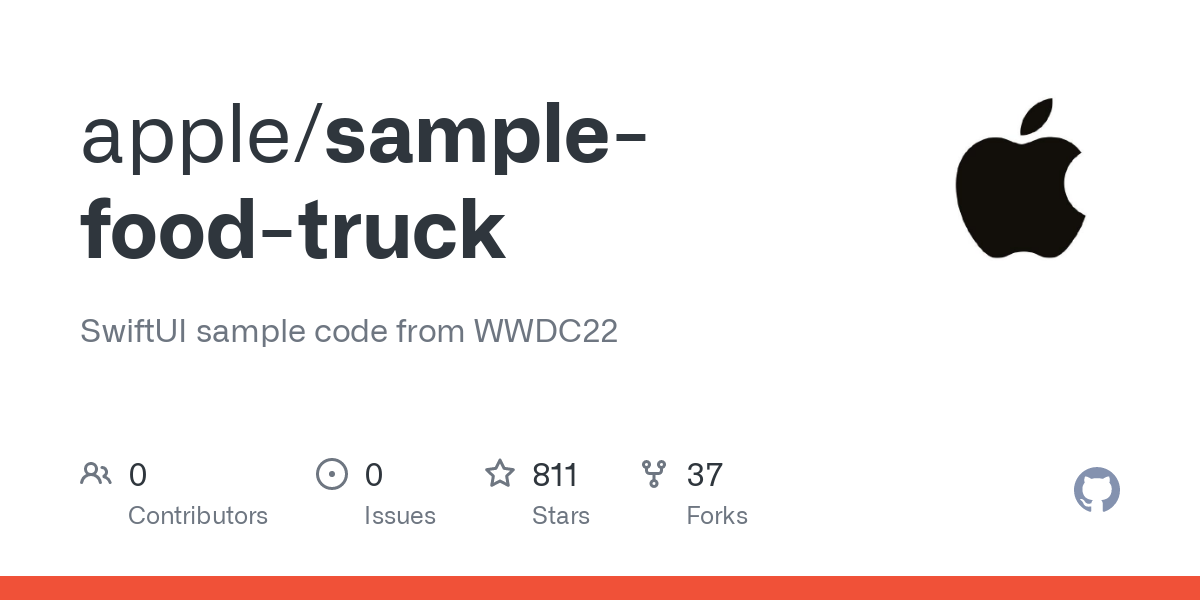 apple/sample-
food-truck
SwiftUI sample code from WWDC22
0 0 811 37
Contributors Issues Stars Forks